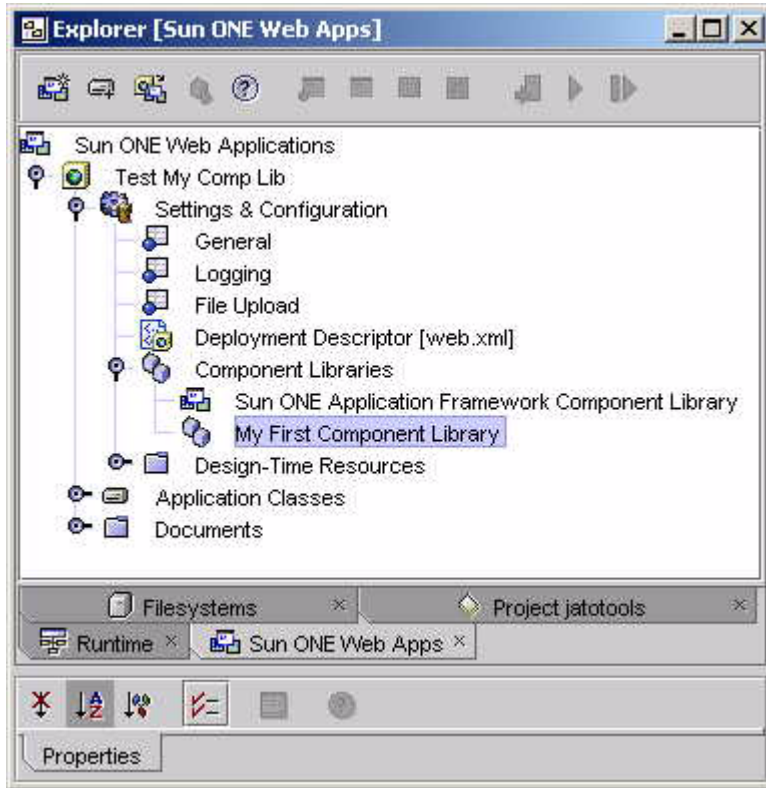 Explorer [Sun ONE Web Apps]
Sun ONE Web Applications
Test My Comp Lib
Settings & Configuration
General
Logging
File Upload
Deployment Descriptor [web.xml]
Component Libraries
Sun ONE Application Framework Component Library
My First Component Library
Design-Time Resources
Application Classes
Documents
Filesystems Project jatotools
Runtime Sun ONE Web Apps
Properties